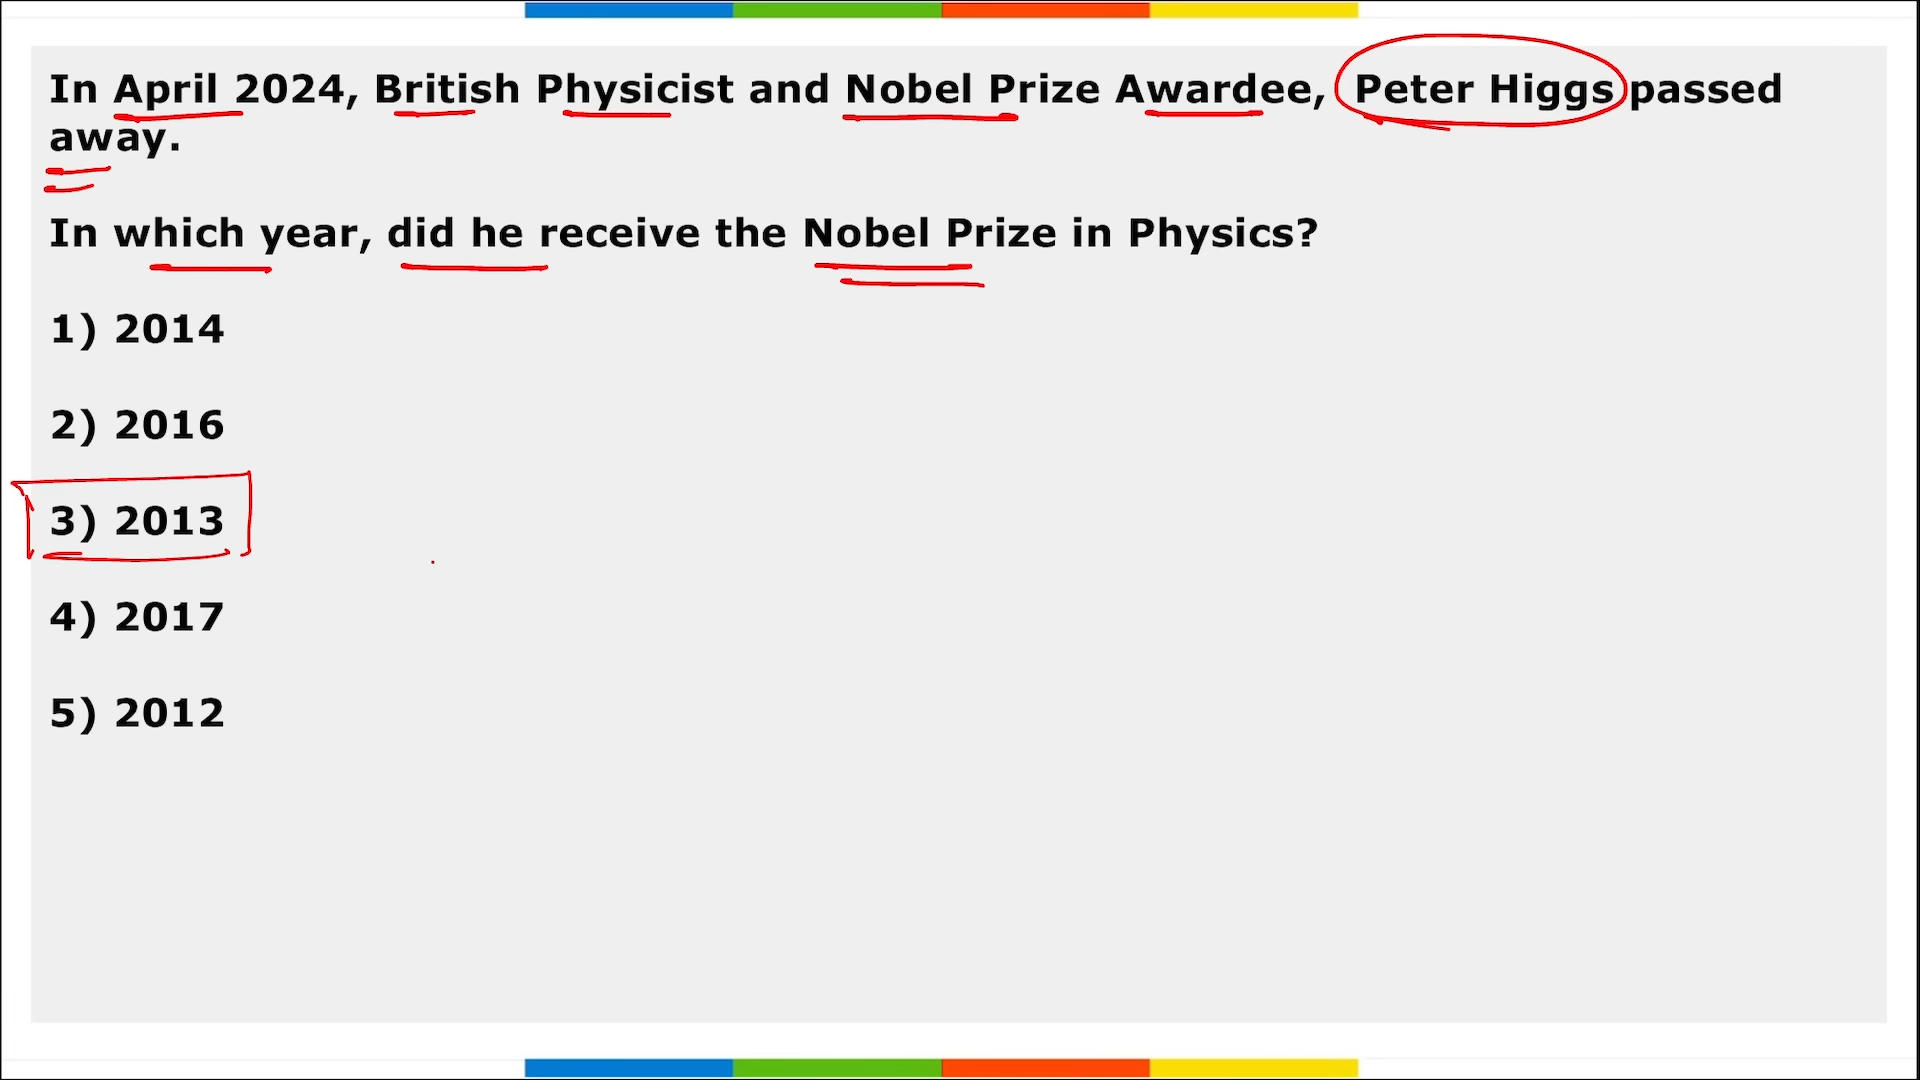 In April 2024, British Physicist and Nobel Prize Awardee, Peter Higgs passed
away.
In which year, did he receive the Nobel Prize in Physics?
1) 2014
2) 2016
3) 2013
4) 2017
5) 2012